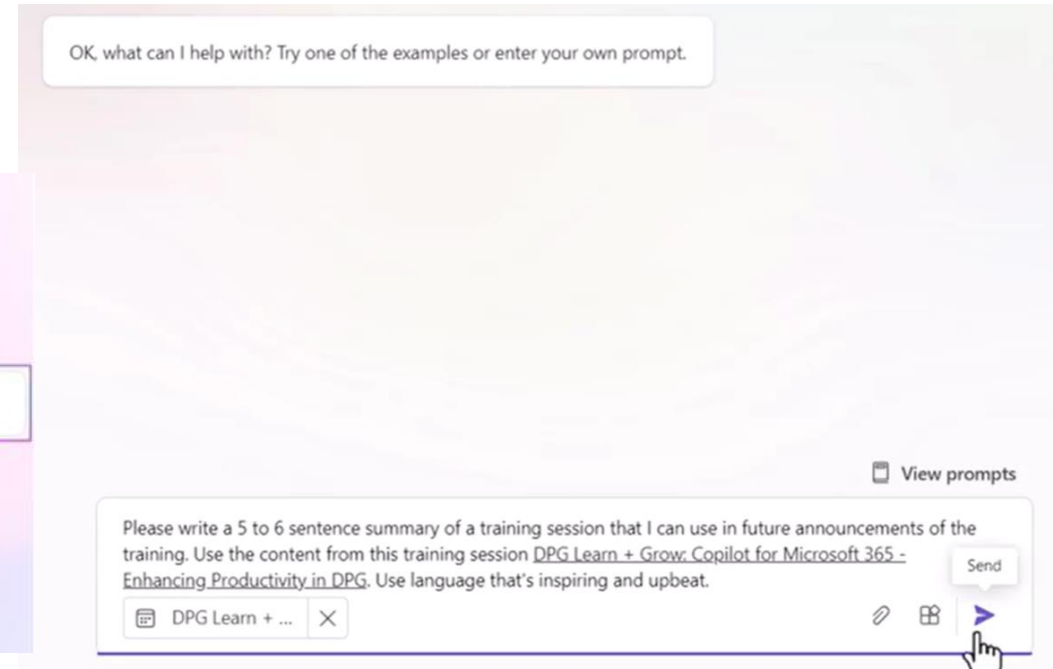 OK, what can I help with? Try one of the examples or enter your own prompt.
View prompts
Please write a 5 to 6 sentence summary of a training session that I can use in future announcements of the
training. Use the content from this training session DPG Learn + Grow: Copilot for Microsoft 365 -
Enhancing Productivity in DPG. Use language that's inspiring and upbeat.
Send
DPG Learn + ...